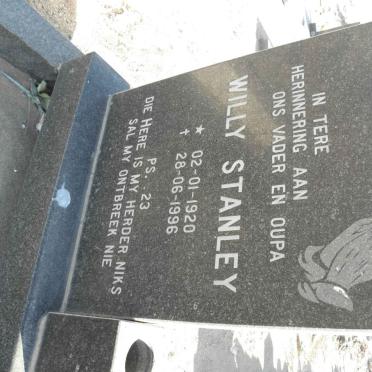 IN TERE
HERINNERING AAN
ONS VADER EN OUPA
WILLY STANLEY
★ 02-01-1920
† 28-06-1996
PS. 23
DIE HERE IS MY HERDER NIKS
SAL MY ONTBREEK NIE